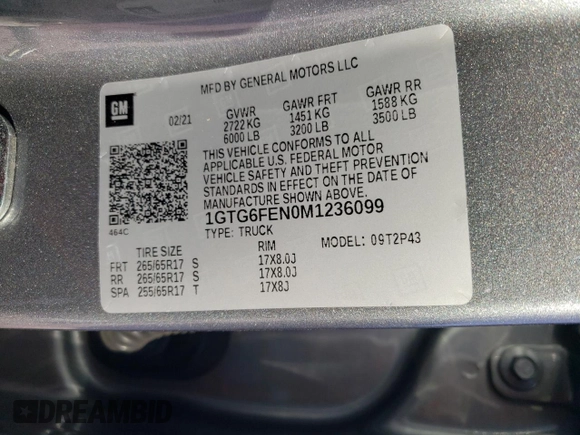 MFD BY GENERAL MOTORS LLC
GM
02/21
GVWR GAWR FRT GAWR RR
2722 KG 1451 KG 1588 KG
6000 LB 3200 LB 3500 LB
THIS VEHICLE CONFORMS TO ALL
APPLICABLE U.S. FEDERAL MOTOR
VEHICLE SAFETY AND THEFT PREVENTION
STANDARDS IN EFFECT ON THE DATE OF
MANUFACTURE SHOWN ABOVE.
1GTG6FEN0M1236099
TYPE: TRUCK
464C
TIRE SIZE RIM MODEL: 09T2P43
FRT 265/65R17 S 17X8.0J
RR 265/65R17 S 17X8.0J
SPA 255/65R17 T 17X8J
DREAMBID